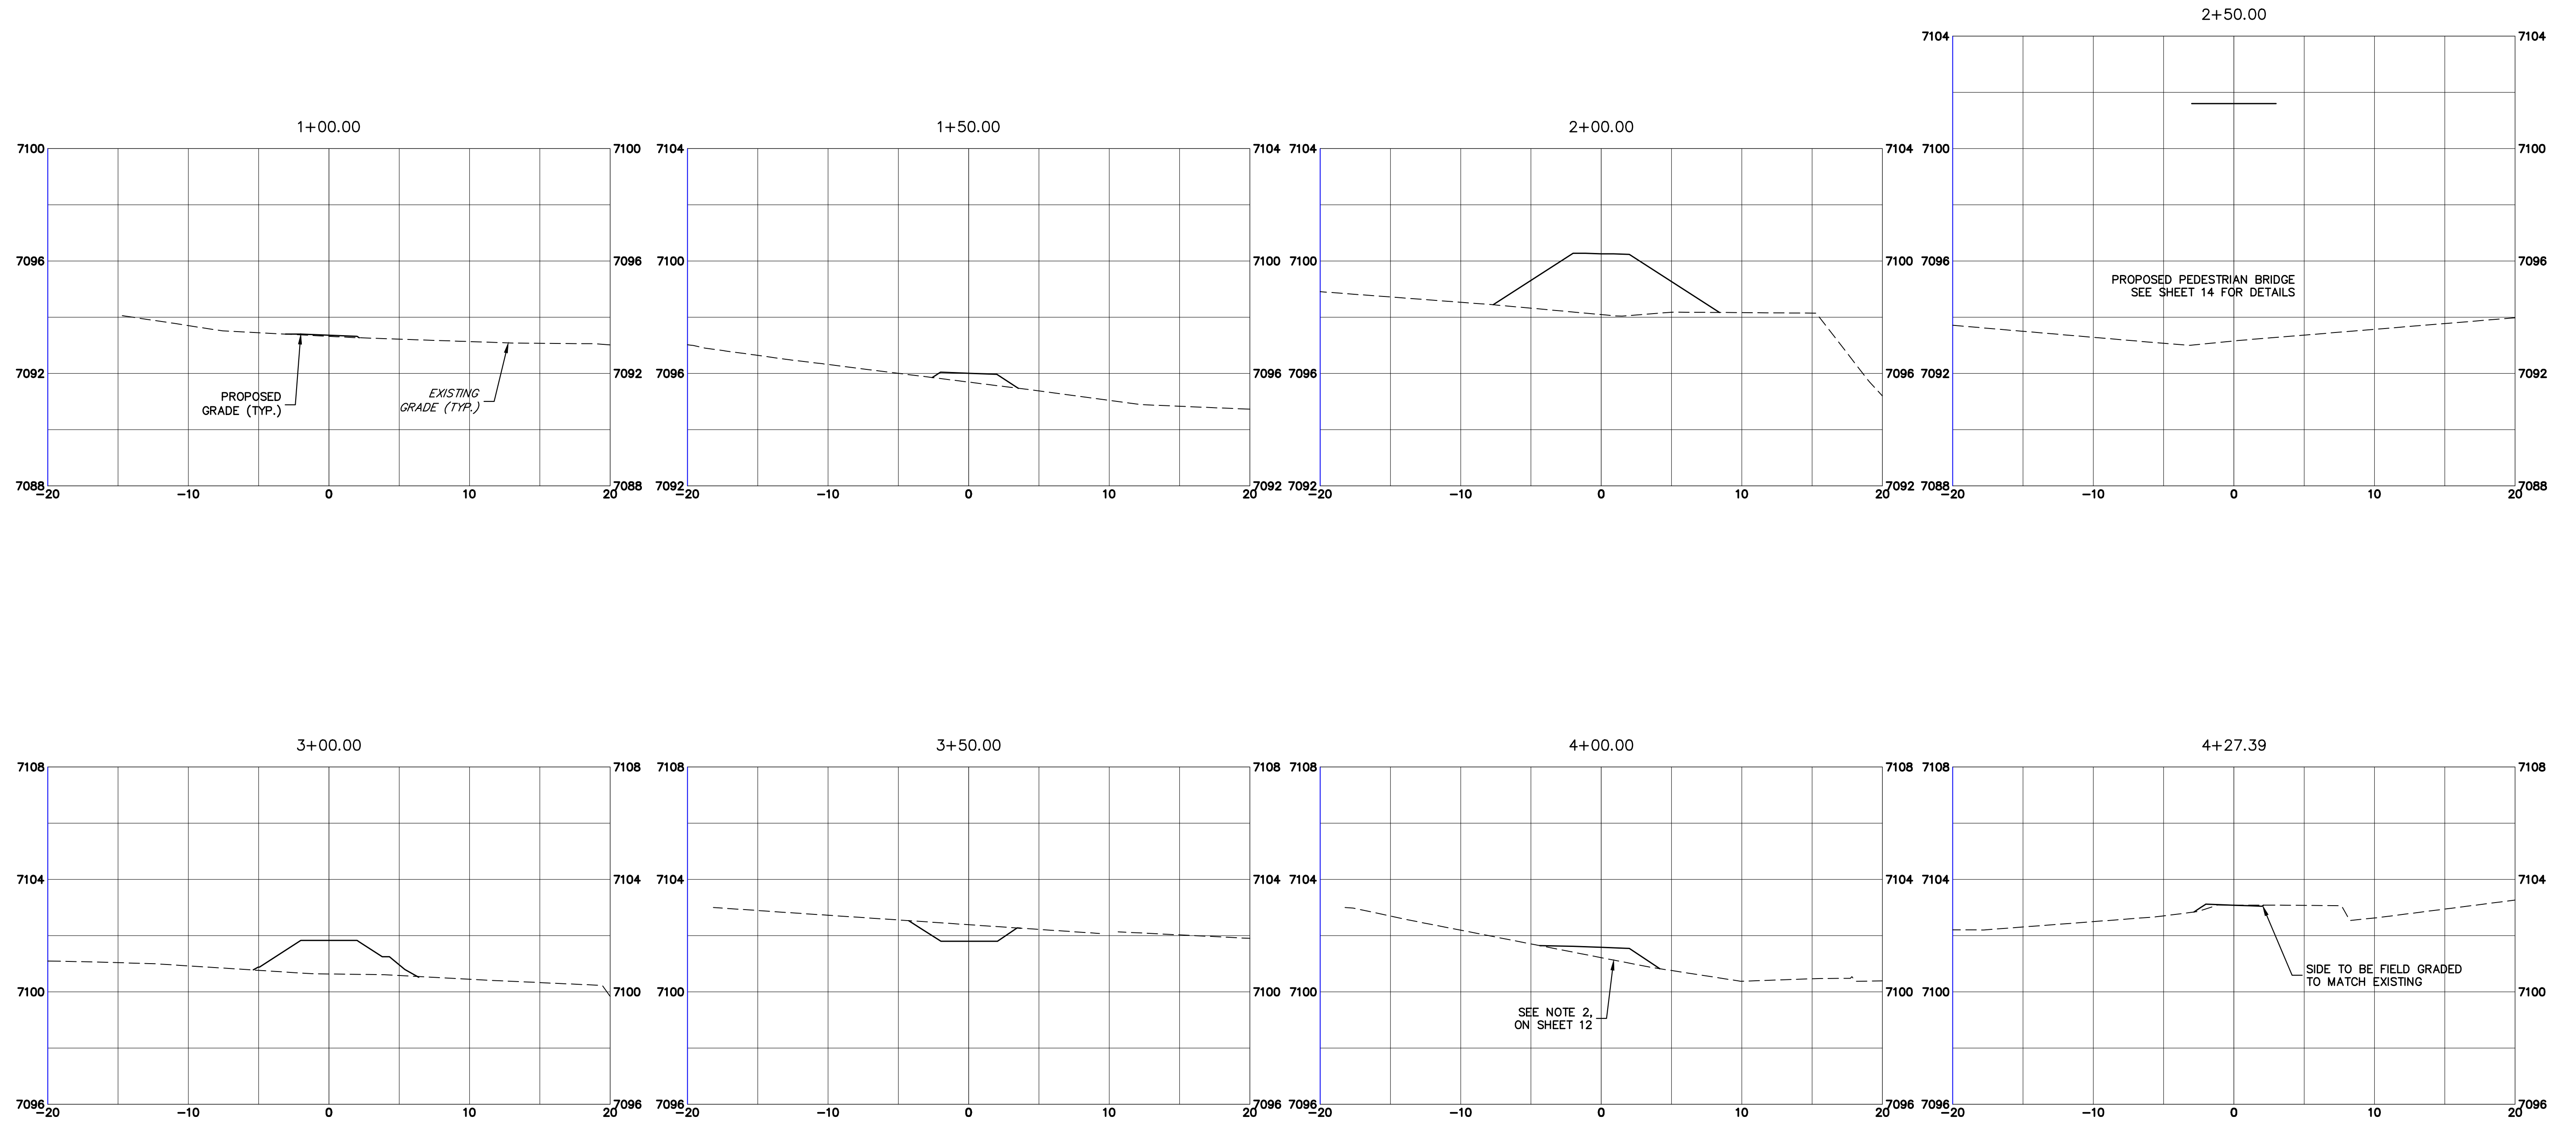 2+50.00
7104 7104
7100 7100
7096 7096
PROPOSED PEDESTRIAN BRIDGE
SEE SHEET 14 FOR DETAILS
7092 7092
7088 7088
-20 -10 0 10 20
1+00.00
7100 7100
7096 7096
7092 7092
PROPOSED
GRADE (TYP.)
EXISTING
GRADE (TYP.)
7088 7088
-20 -10 0 10 20
1+50.00
7104 7104
7100 7100
7096 7096
7092 7092
-20 -10 0 10 20
2+00.00
7104 7104
7100 7100
7096 7096
7092 7092
-20 -10 0 10 20
3+00.00
7108 7108
7104 7104
7100 7100
7096 7096
-20 -10 0 10 20
3+50.00
7108 7108
7104 7104
7100 7100
7096 7096
-20 -10 0 10 20
4+00.00
7108 7108
7104 7104
7100 7100
SEE NOTE 2,
ON SHEET 12
7096 7096
-20 -10 0 10 20
4+27.39
7108 7108
7104 7104
SIDE TO BE FIELD GRADED
TO MATCH EXISTING
7100 7100
7096 7096
-20 -10 0 10 20